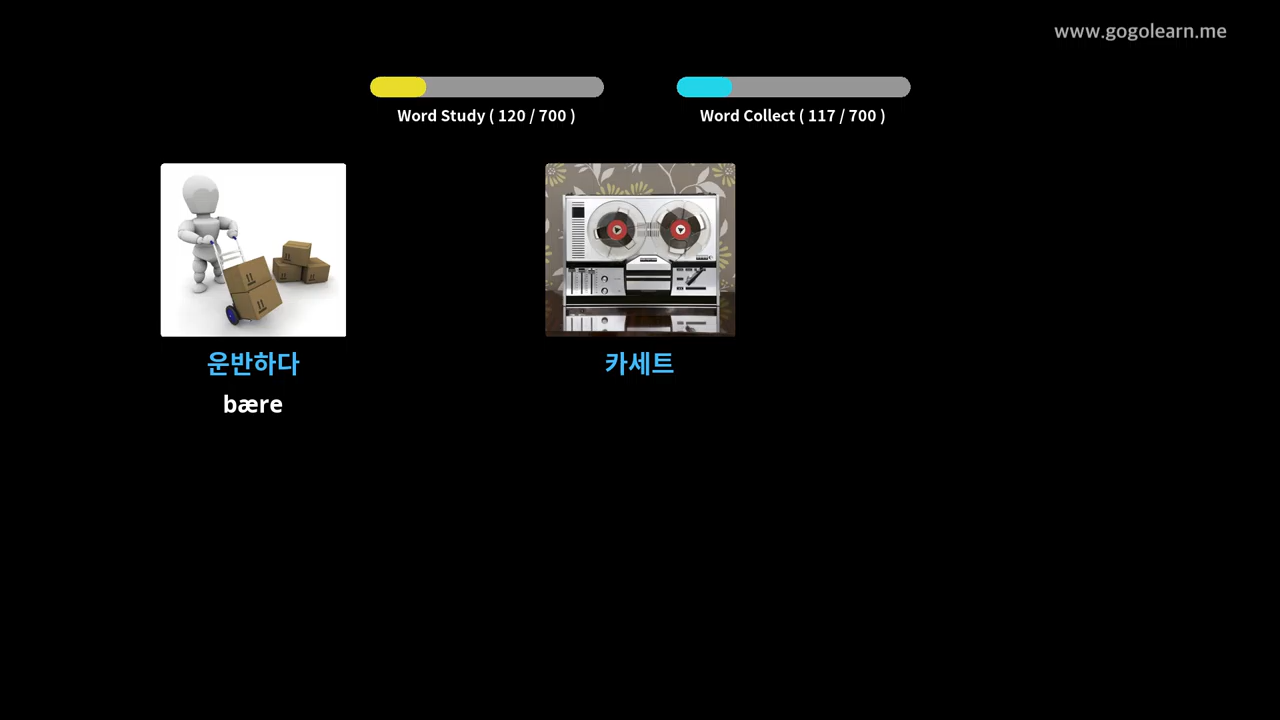 www.gogolearn.me
Word Study ( 120 / 700 )
Word Collect ( 117 / 700 )
운반하다
bære
카세트